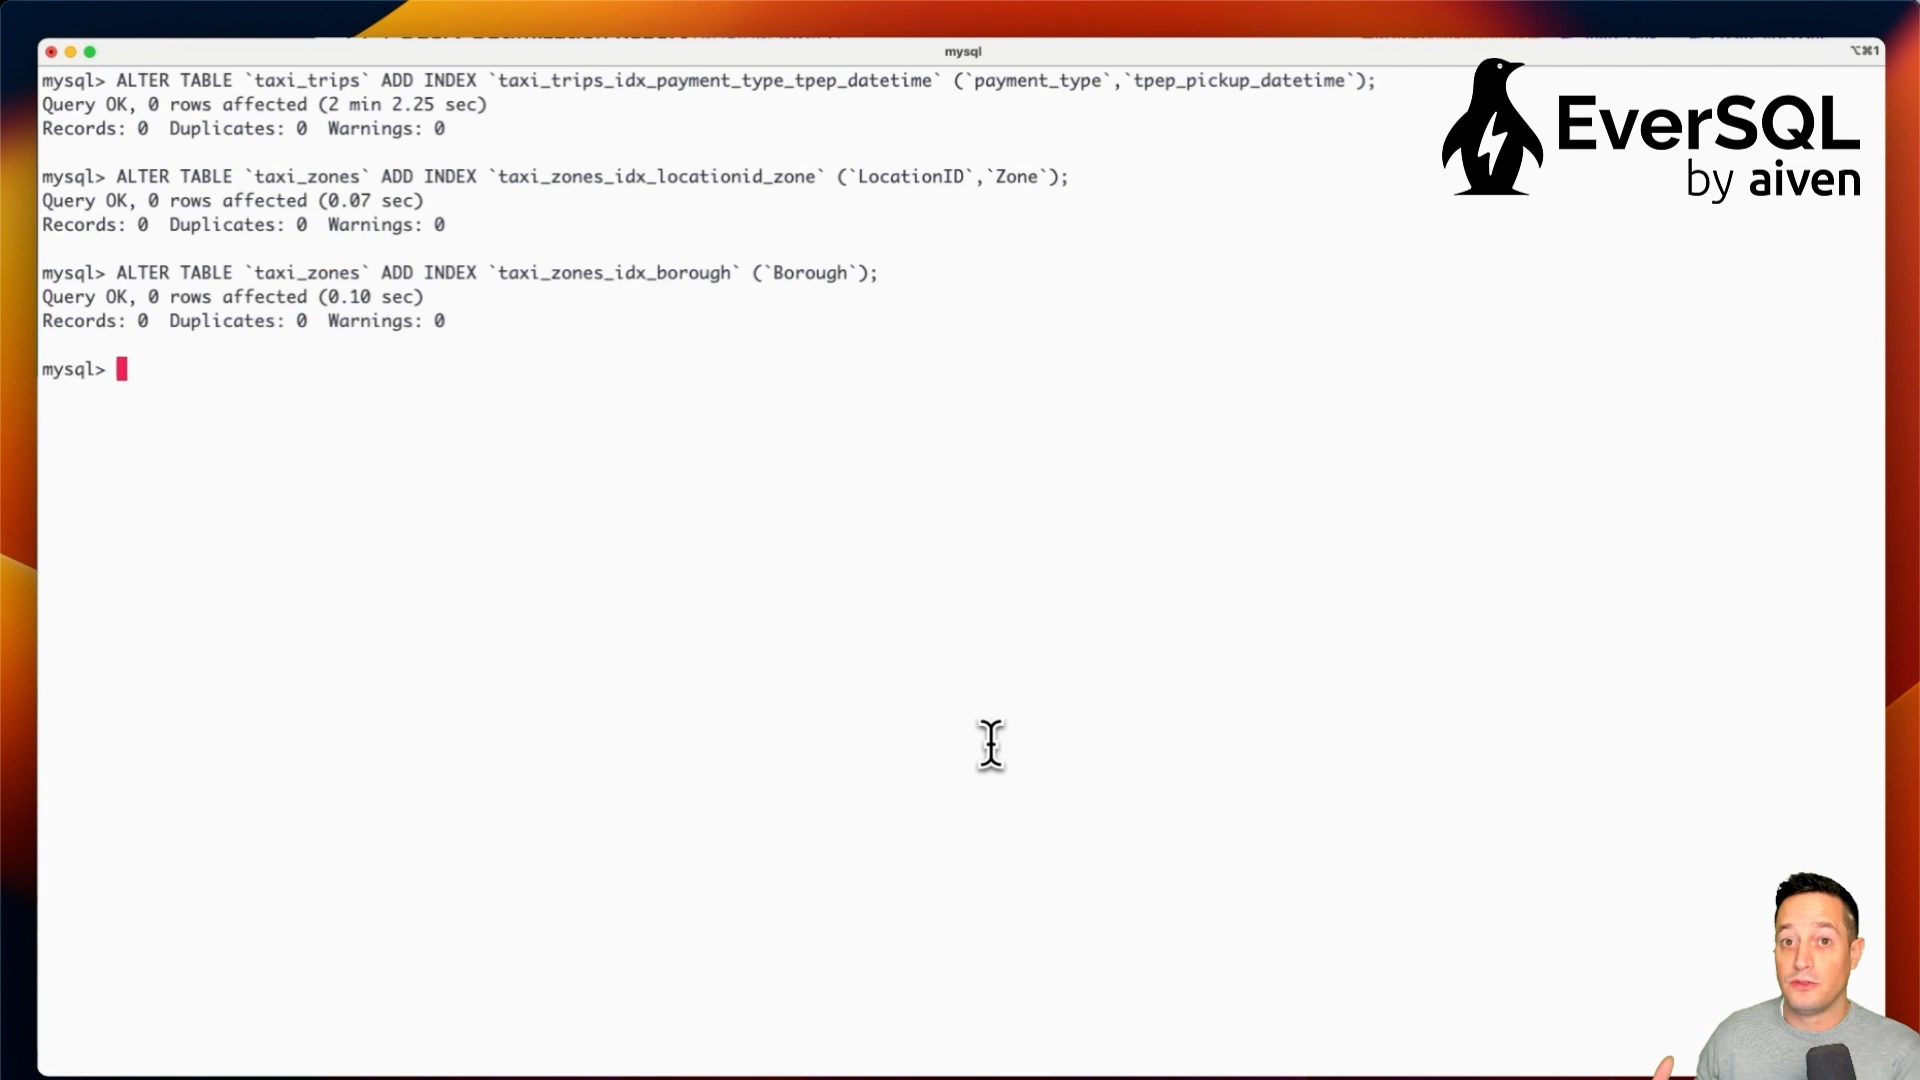 mysql
⌥⌘1
mysql> ALTER TABLE `taxi_trips` ADD INDEX `taxi_trips_idx_payment_type_tpep_datetime` (`payment_type`,`tpep_pickup_datetime`);
Query OK, 0 rows affected (2 min 2.25 sec)
Records: 0  Duplicates: 0  Warnings: 0
mysql> ALTER TABLE `taxi_zones` ADD INDEX `taxi_zones_idx_locationid_zone` (`LocationID`,`Zone`);
Query OK, 0 rows affected (0.07 sec)
Records: 0  Duplicates: 0  Warnings: 0
mysql> ALTER TABLE `taxi_zones` ADD INDEX `taxi_zones_idx_borough` (`Borough`);
Query OK, 0 rows affected (0.10 sec)
Records: 0  Duplicates: 0  Warnings: 0
mysql>
EverSQL
by aiven